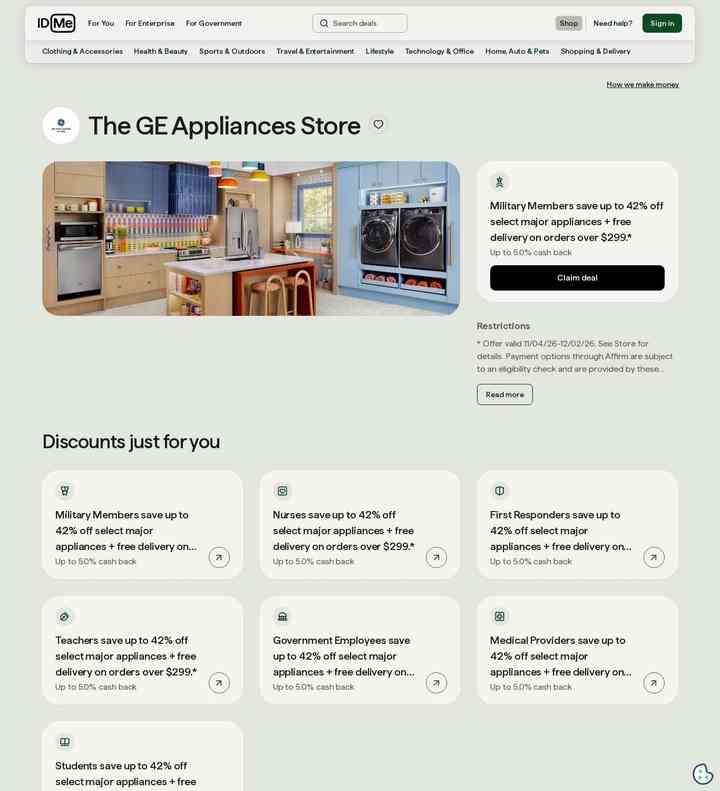 ID.Me
For You
For Enterprise
For Government
Search deals
Shop
Need help?
Sign in
Clothing & Accessories
Health & Beauty
Sports & Outdoors
Travel & Entertainment
Lifestyle
Technology & Office
Home, Auto & Pets
Shopping & Delivery
How we make money
The GE Appliances Store
Military Members save up to 42% off
select major appliances + free
delivery on orders over $299.*
Up to 5.0% cash back
Claim deal
Restrictions
* Offer valid 11/04/26-12/02/26. See Store for
details. Payment options through Affirm are subject
to an eligibility check and are provided by these...
Read more
Discounts just for you
Military Members save up to
42% off select major
appliances + free delivery on...
Up to 5.0% cash back
Nurses save up to 42% off
select major appliances + free
delivery on orders over $299.*
Up to 5.0% cash back
First Responders save up to
42% off select major
appliances + free delivery on...
Up to 5.0% cash back
Teachers save up to 42% off
select major appliances + free
delivery on orders over $299.*
Up to 5.0% cash back
Government Employees save
up to 42% off select major
appliances + free delivery on...
Up to 5.0% cash back
Medical Providers save up to
42% off select major
appliances + free delivery on...
Up to 5.0% cash back
Students save up to 42% off
select major appliances + free